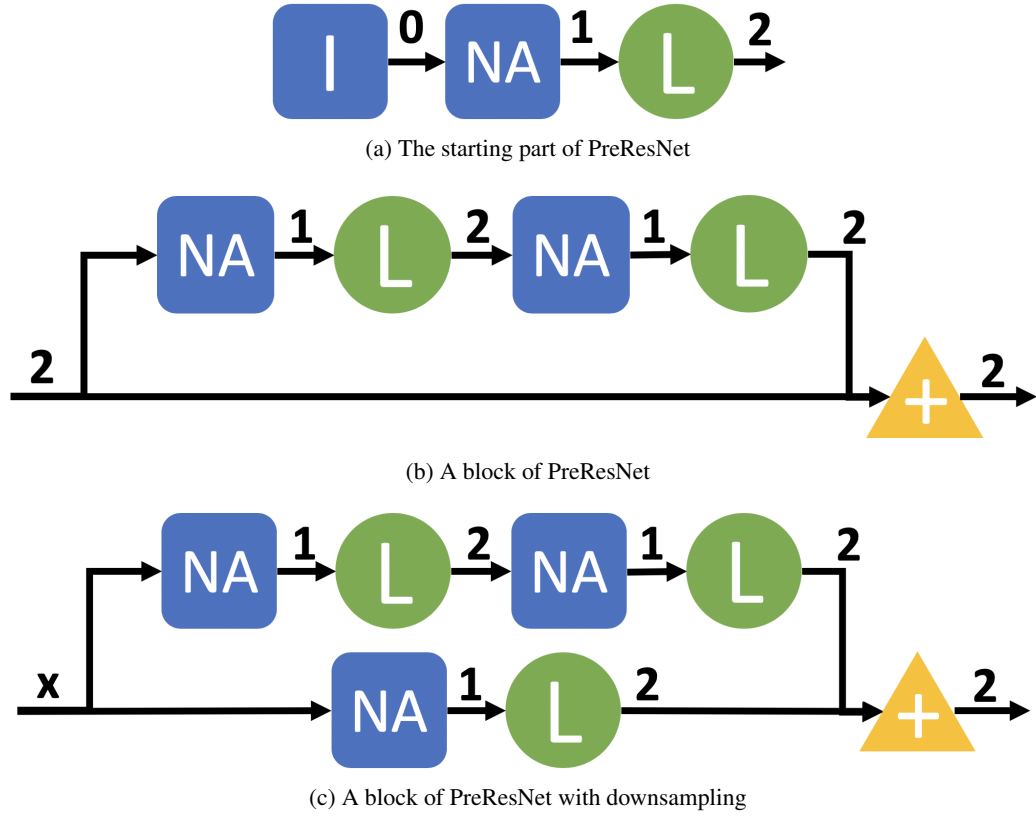 0 1 2
I NA L
(a) The starting part of PreResNet
1 2 1 2
NA L NA L
2 2
+
(b) A block of PreResNet
1 2 1 2
NA L NA L
x 1 2 2
NA L +
(c) A block of PreResNet with downsampling